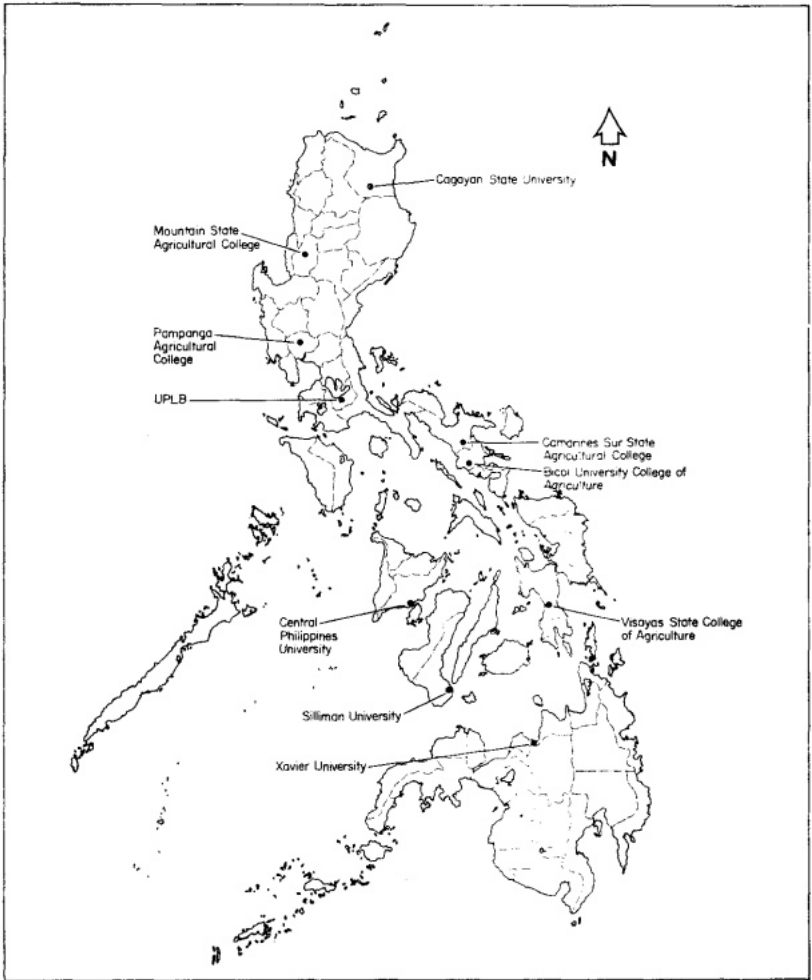 N
Cagayan State University
Mountain State
Agricultural College
Pampanga
Agricultural
College
UPLB
Camarines Sur State
Agricultural College
Bicol University College of
Agriculture
Central
Philippines
University
Visayas State College
of Agriculture
Silliman University
Xavier University